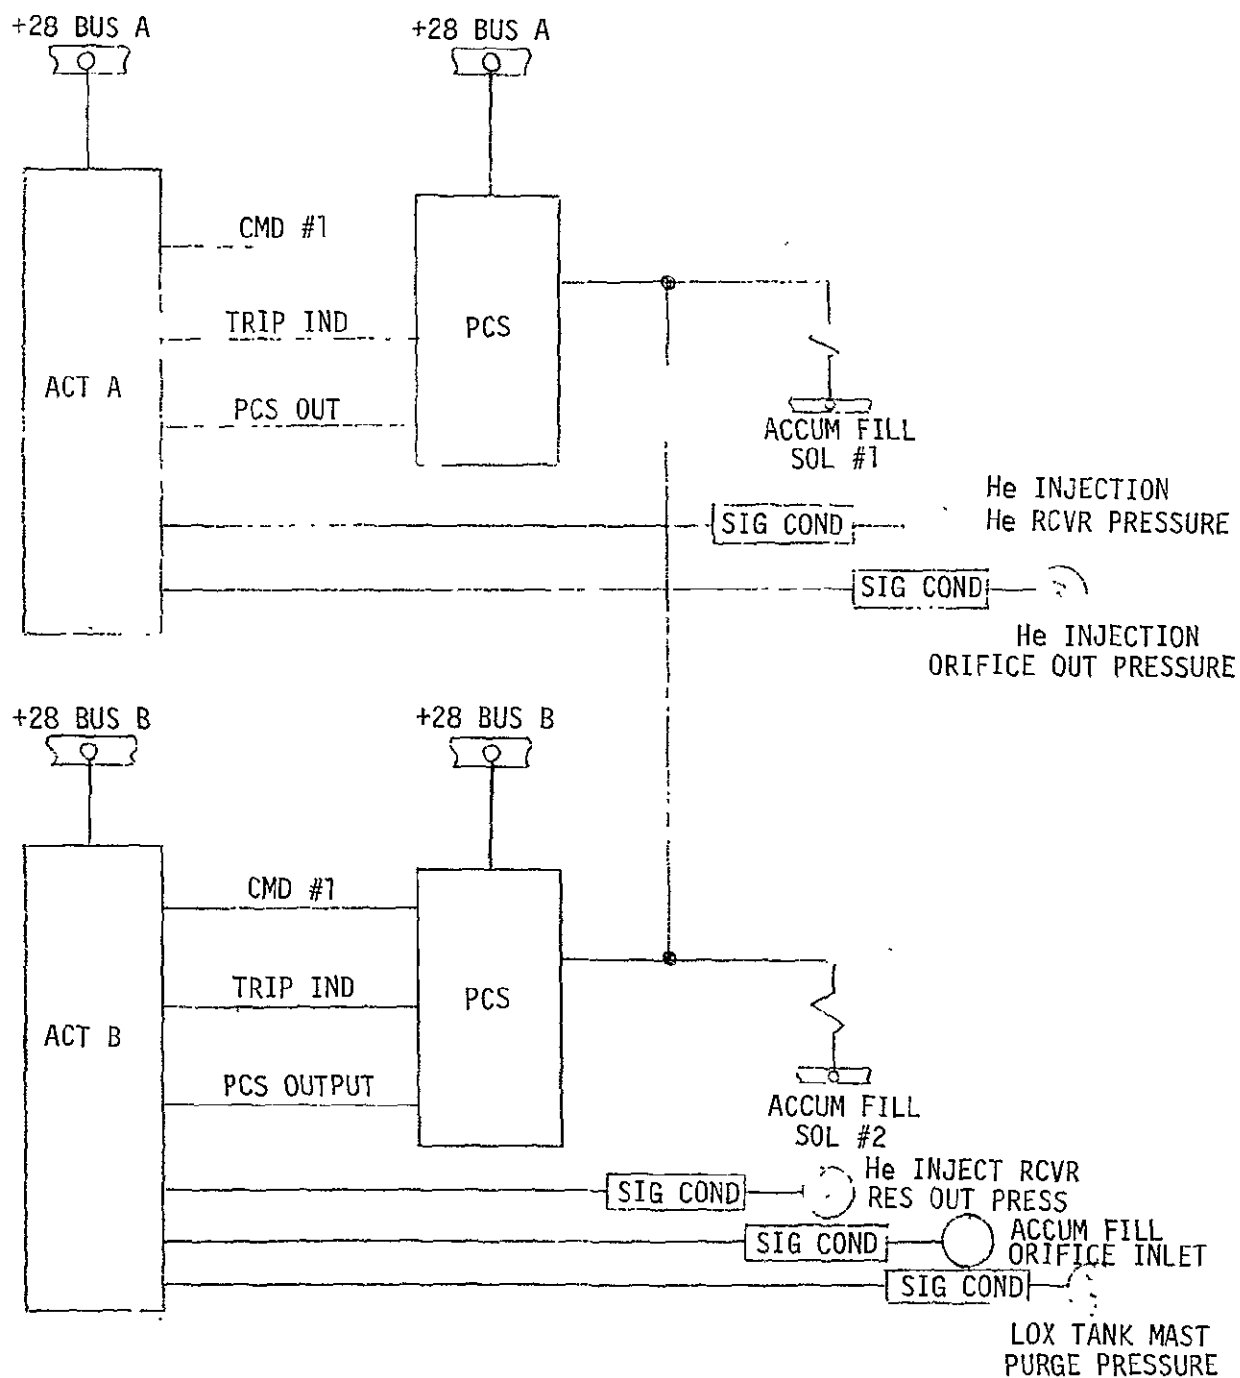 +28 BUS A
+28 BUS A
CMD #1
TRIP IND
PCS
ACT A
PCS OUT
ACCUM FILL
SOL #1
He INJECTION
SIG COND
He RCVR PRESSURE
SIG COND
He INJECTION
ORIFICE OUT PRESSURE
+28 BUS B
+28 BUS B
CMD #1
TRIP IND
PCS
ACT B
PCS OUTPUT
ACCUM FILL
SOL #2
He INJECT RCVR
SIG COND
RES OUT PRESS
ACCUM FILL
SIG COND
ORIFICE INLET
SIG COND
LOX TANK MAST
PURGE PRESSURE